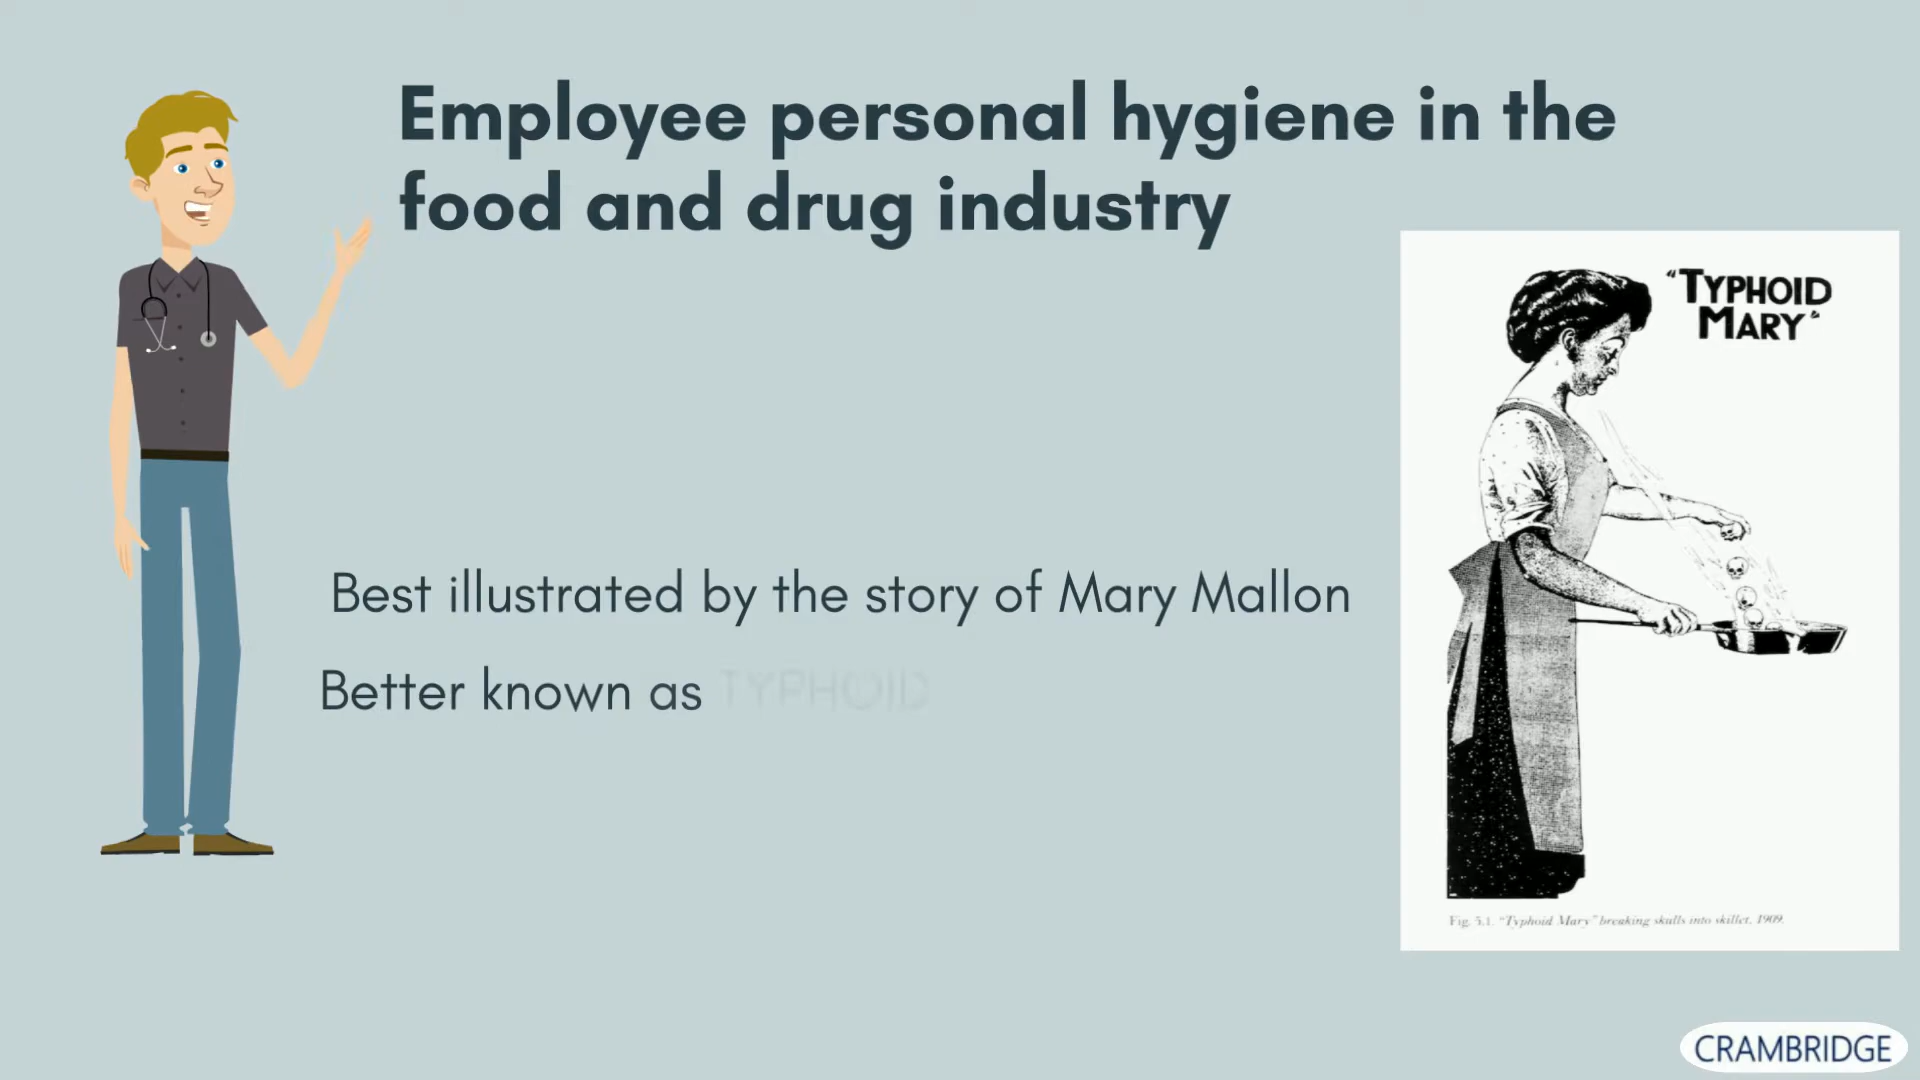 Employee personal hygiene in the
food and drug industry
"TYPHOID
MARY"
Best illustrated by the story of Mary Mallon
Better known as TYPHOID
Fig. 5.1. "Typhoid Mary" breaking skulls into skillet, 1909.
CRAMBRIDGE